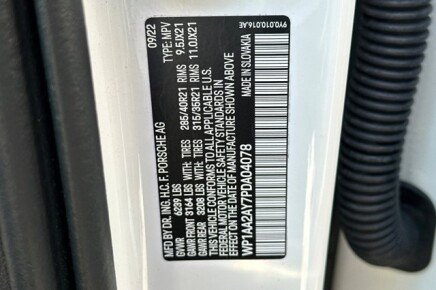 MFD BY DR. ING. H.C. F. PORSCHE AG
09/22
GVWR 6239 LBS
TYPE: MPV
GAWR FRONT 3164 LBS WITH: TIRES 285/40R21 RIMS 9.5JX21
GAWR REAR 3208 LBS WITH: TIRES 315/35R21 RIMS 11.0JX21
THIS VEHICLE CONFORMS TO ALL APPLICABLE U.S.
FEDERAL MOTOR VEHICLE SAFETY STANDARDS
IN EFFECT ON THE DATE OF MANUFACTURE SHOWN ABOVE
WP1AA2AY7PDA04078
MADE IN SLOVAKIA
9Y0.010.016.AE